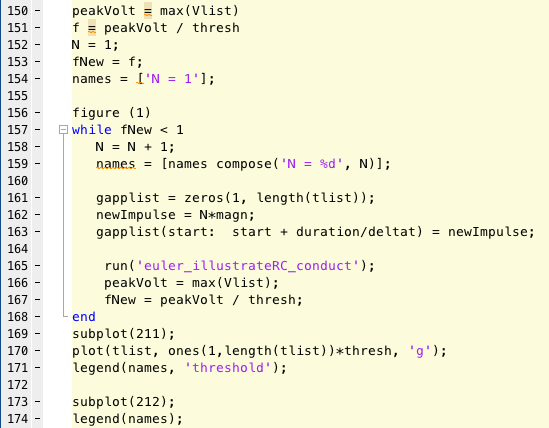 150 - peakVolt = max(Vlist)
151 - f = peakVolt / thresh
152 - N = 1;
153 - fNew = f;
154 - names = ['N = 1'];
155
156 - figure (1)
157 - while fNew < 1
158 - N = N + 1;
159 - names = [names compose('N = %d', N)];
160
161 - gapplist = zeros(1, length(tlist));
162 - newImpulse = N*magn;
163 - gapplist(start: start + duration/deltat) = newImpulse;
164
165 - run('euler_illustrateRC_conduct');
166 - peakVolt = max(Vlist);
167 - fNew = peakVolt / thresh;
168 - end
169 - subplot(211);
170 - plot(tlist, ones(1,length(tlist))*thresh, 'g');
171 - legend(names, 'threshold');
172
173 - subplot(212);
174 - legend(names);